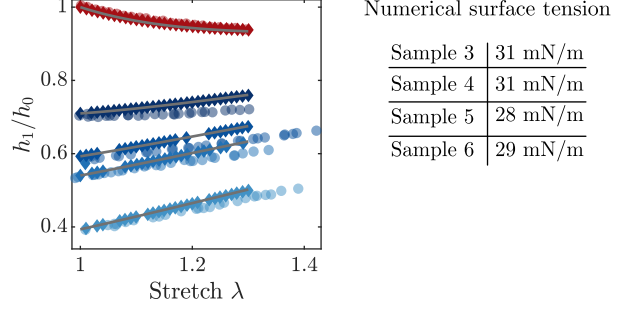 Numerical surface tension
Sample 3 31 mN/m
Sample 4 31 mN/m
Sample 5 28 mN/m
Sample 6 29 mN/m
1
0.8
0.6
0.4
h₁/h₀
1 1.2 1.4
Stretch λ